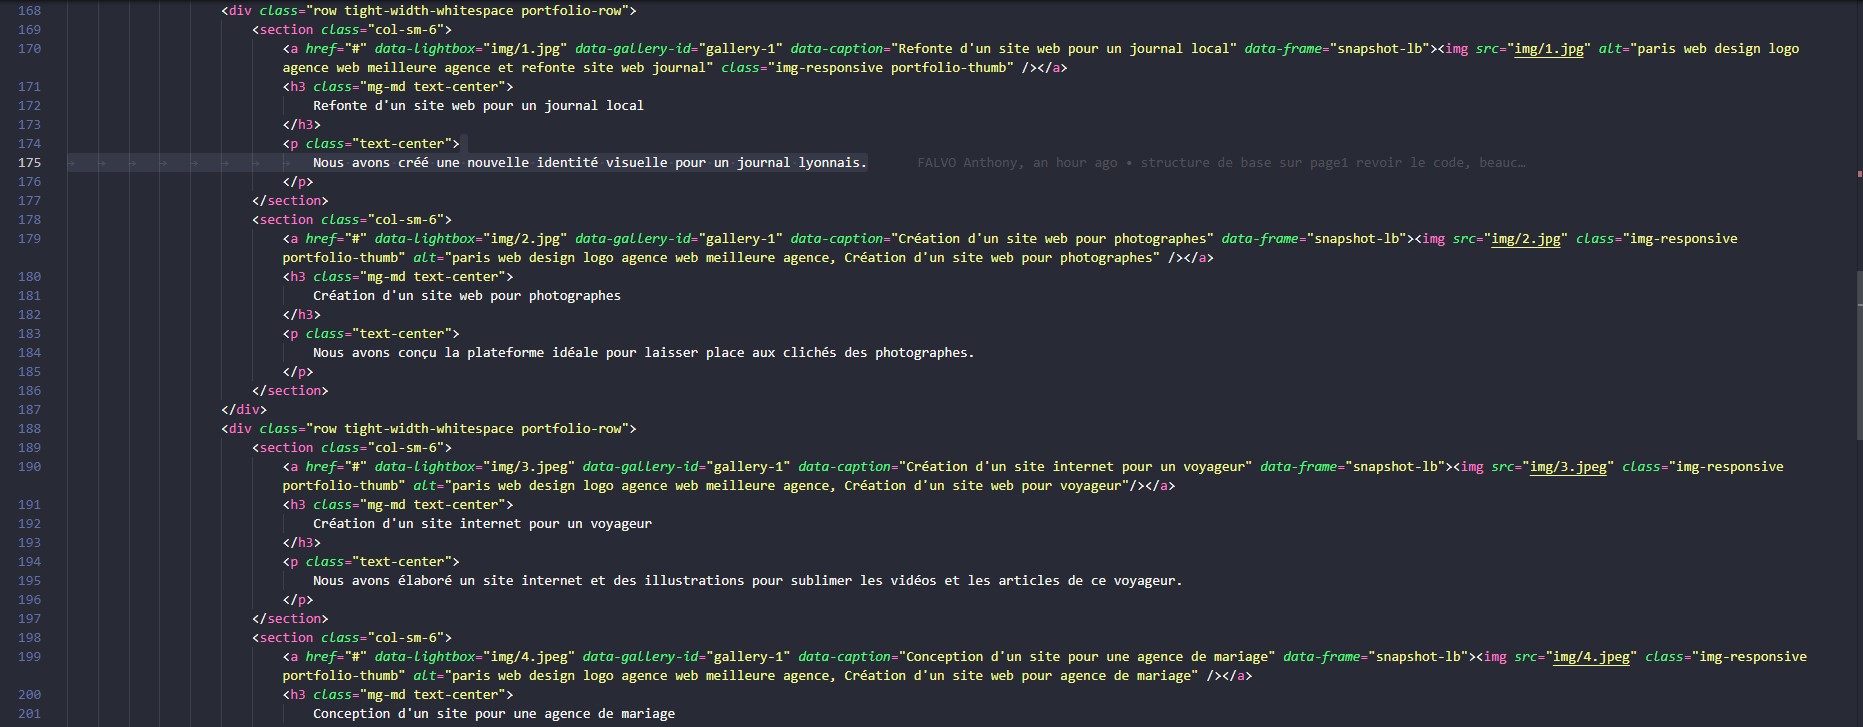 168 <div class="row tight-width-whitespace portfolio-row">
169 <section class="col-sm-6">
170 <a href="#" data-lightbox="img/1.jpg" data-gallery-id="gallery-1" data-caption="Refonte d'un site web pour un journal local" data-frame="snapshot-lb"><img src="img/1.jpg" alt="paris web design logo
agence web meilleure agence et refonte site web journal" class="img-responsive portfolio-thumb" /></a>
171 <h3 class="mg-md text-center">
172 Refonte d'un site web pour un journal local
173 </h3>
174 <p class="text-center">
175 Nous avons créé une nouvelle identité visuelle pour un journal lyonnais. FALVO Anthony, an hour ago • structure de base sur page1 revoir le code, beauc…
176 </p>
177 </section>
178 <section class="col-sm-6">
179 <a href="#" data-lightbox="img/2.jpg" data-gallery-id="gallery-1" data-caption="Création d'un site web pour photographes" data-frame="snapshot-lb"><img src="img/2.jpg" class="img-responsive
portfolio-thumb" alt="paris web design logo agence web meilleure agence, Création d'un site web pour photographes" /></a>
180 <h3 class="mg-md text-center">
181 Création d'un site web pour photographes
182 </h3>
183 <p class="text-center">
184 Nous avons conçu la plateforme idéale pour laisser place aux clichés des photographes.
185 </p>
186 </section>
187 </div>
188 <div class="row tight-width-whitespace portfolio-row">
189 <section class="col-sm-6">
190 <a href="#" data-lightbox="img/3.jpeg" data-gallery-id="gallery-1" data-caption="Création d'un site internet pour un voyageur" data-frame="snapshot-lb"><img src="img/3.jpeg" class="img-responsive
portfolio-thumb" alt="paris web design logo agence web meilleure agence, Création d'un site web pour voyageur"/></a>
191 <h3 class="mg-md text-center">
192 Création d'un site internet pour un voyageur
193 </h3>
194 <p class="text-center">
195 Nous avons élaboré un site internet et des illustrations pour sublimer les vidéos et les articles de ce voyageur.
196 </p>
197 </section>
198 <section class="col-sm-6">
199 <a href="#" data-lightbox="img/4.jpeg" data-gallery-id="gallery-1" data-caption="Conception d'un site pour une agence de mariage" data-frame="snapshot-lb"><img src="img/4.jpeg" class="img-responsive
portfolio-thumb" alt="paris web design logo agence web meilleure agence, Création d'un site web pour agence de mariage" /></a>
200 <h3 class="mg-md text-center">
201 Conception d'un site pour une agence de mariage